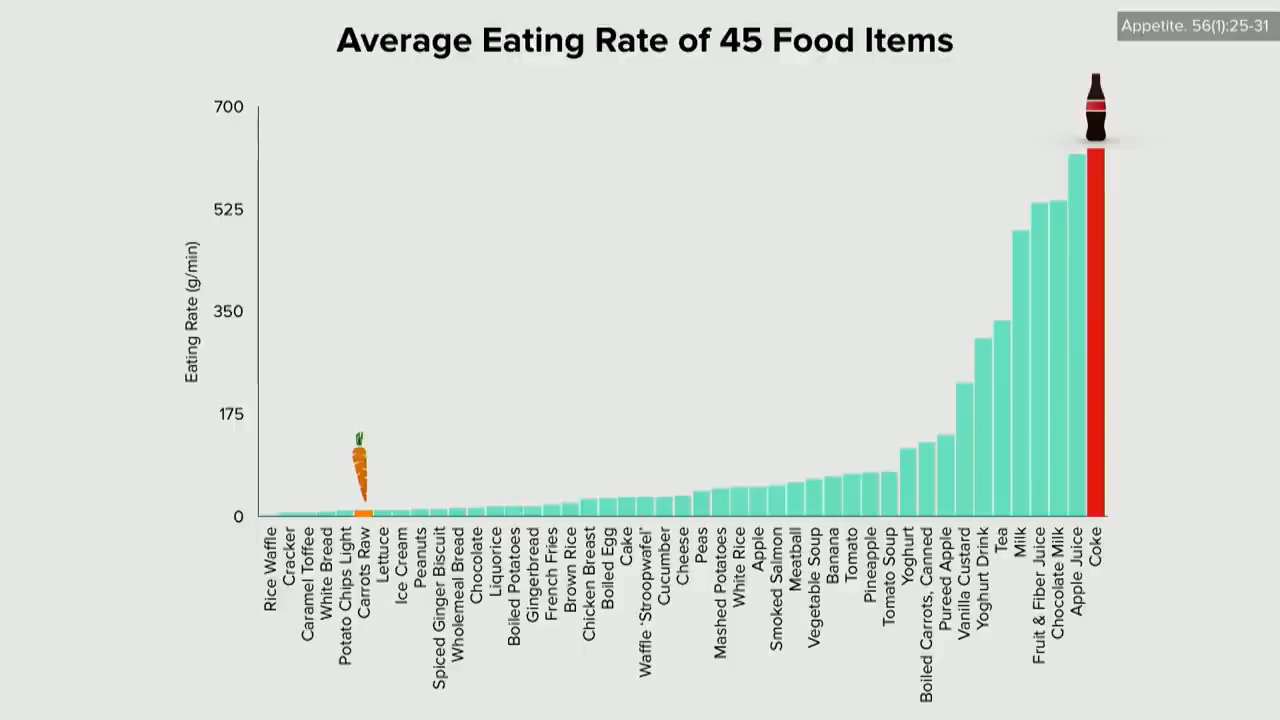 Appetite. 56(1):25-31
Average Eating Rate of 45 Food Items
Eating Rate (g/min)
700
525
350
175
0
Rice Waffle
Cracker
Caramel Toffee
White Bread
Potato Chips Light
Carrots Raw
Lettuce
Ice Cream
Peanuts
Spiced Ginger Biscuit
Wholemeal Bread
Chocolate
Liquorice
Boiled Potatoes
Gingerbread
French Fries
Brown Rice
Chicken Breast
Boiled Egg
Cake
Waffle 'Stroopwafel'
Cucumber
Cheese
Peas
Mashed Potatoes
White Rice
Apple
Smoked Salmon
Meatball
Vegetable Soup
Banana
Tomato
Pineapple
Tomato Soup
Yoghurt
Boiled Carrots, Canned
Pureed Apple
Vanilla Custard
Yoghurt Drink
Tea
Milk
Fruit & Fiber Juice
Chocolate Milk
Apple Juice
Coke